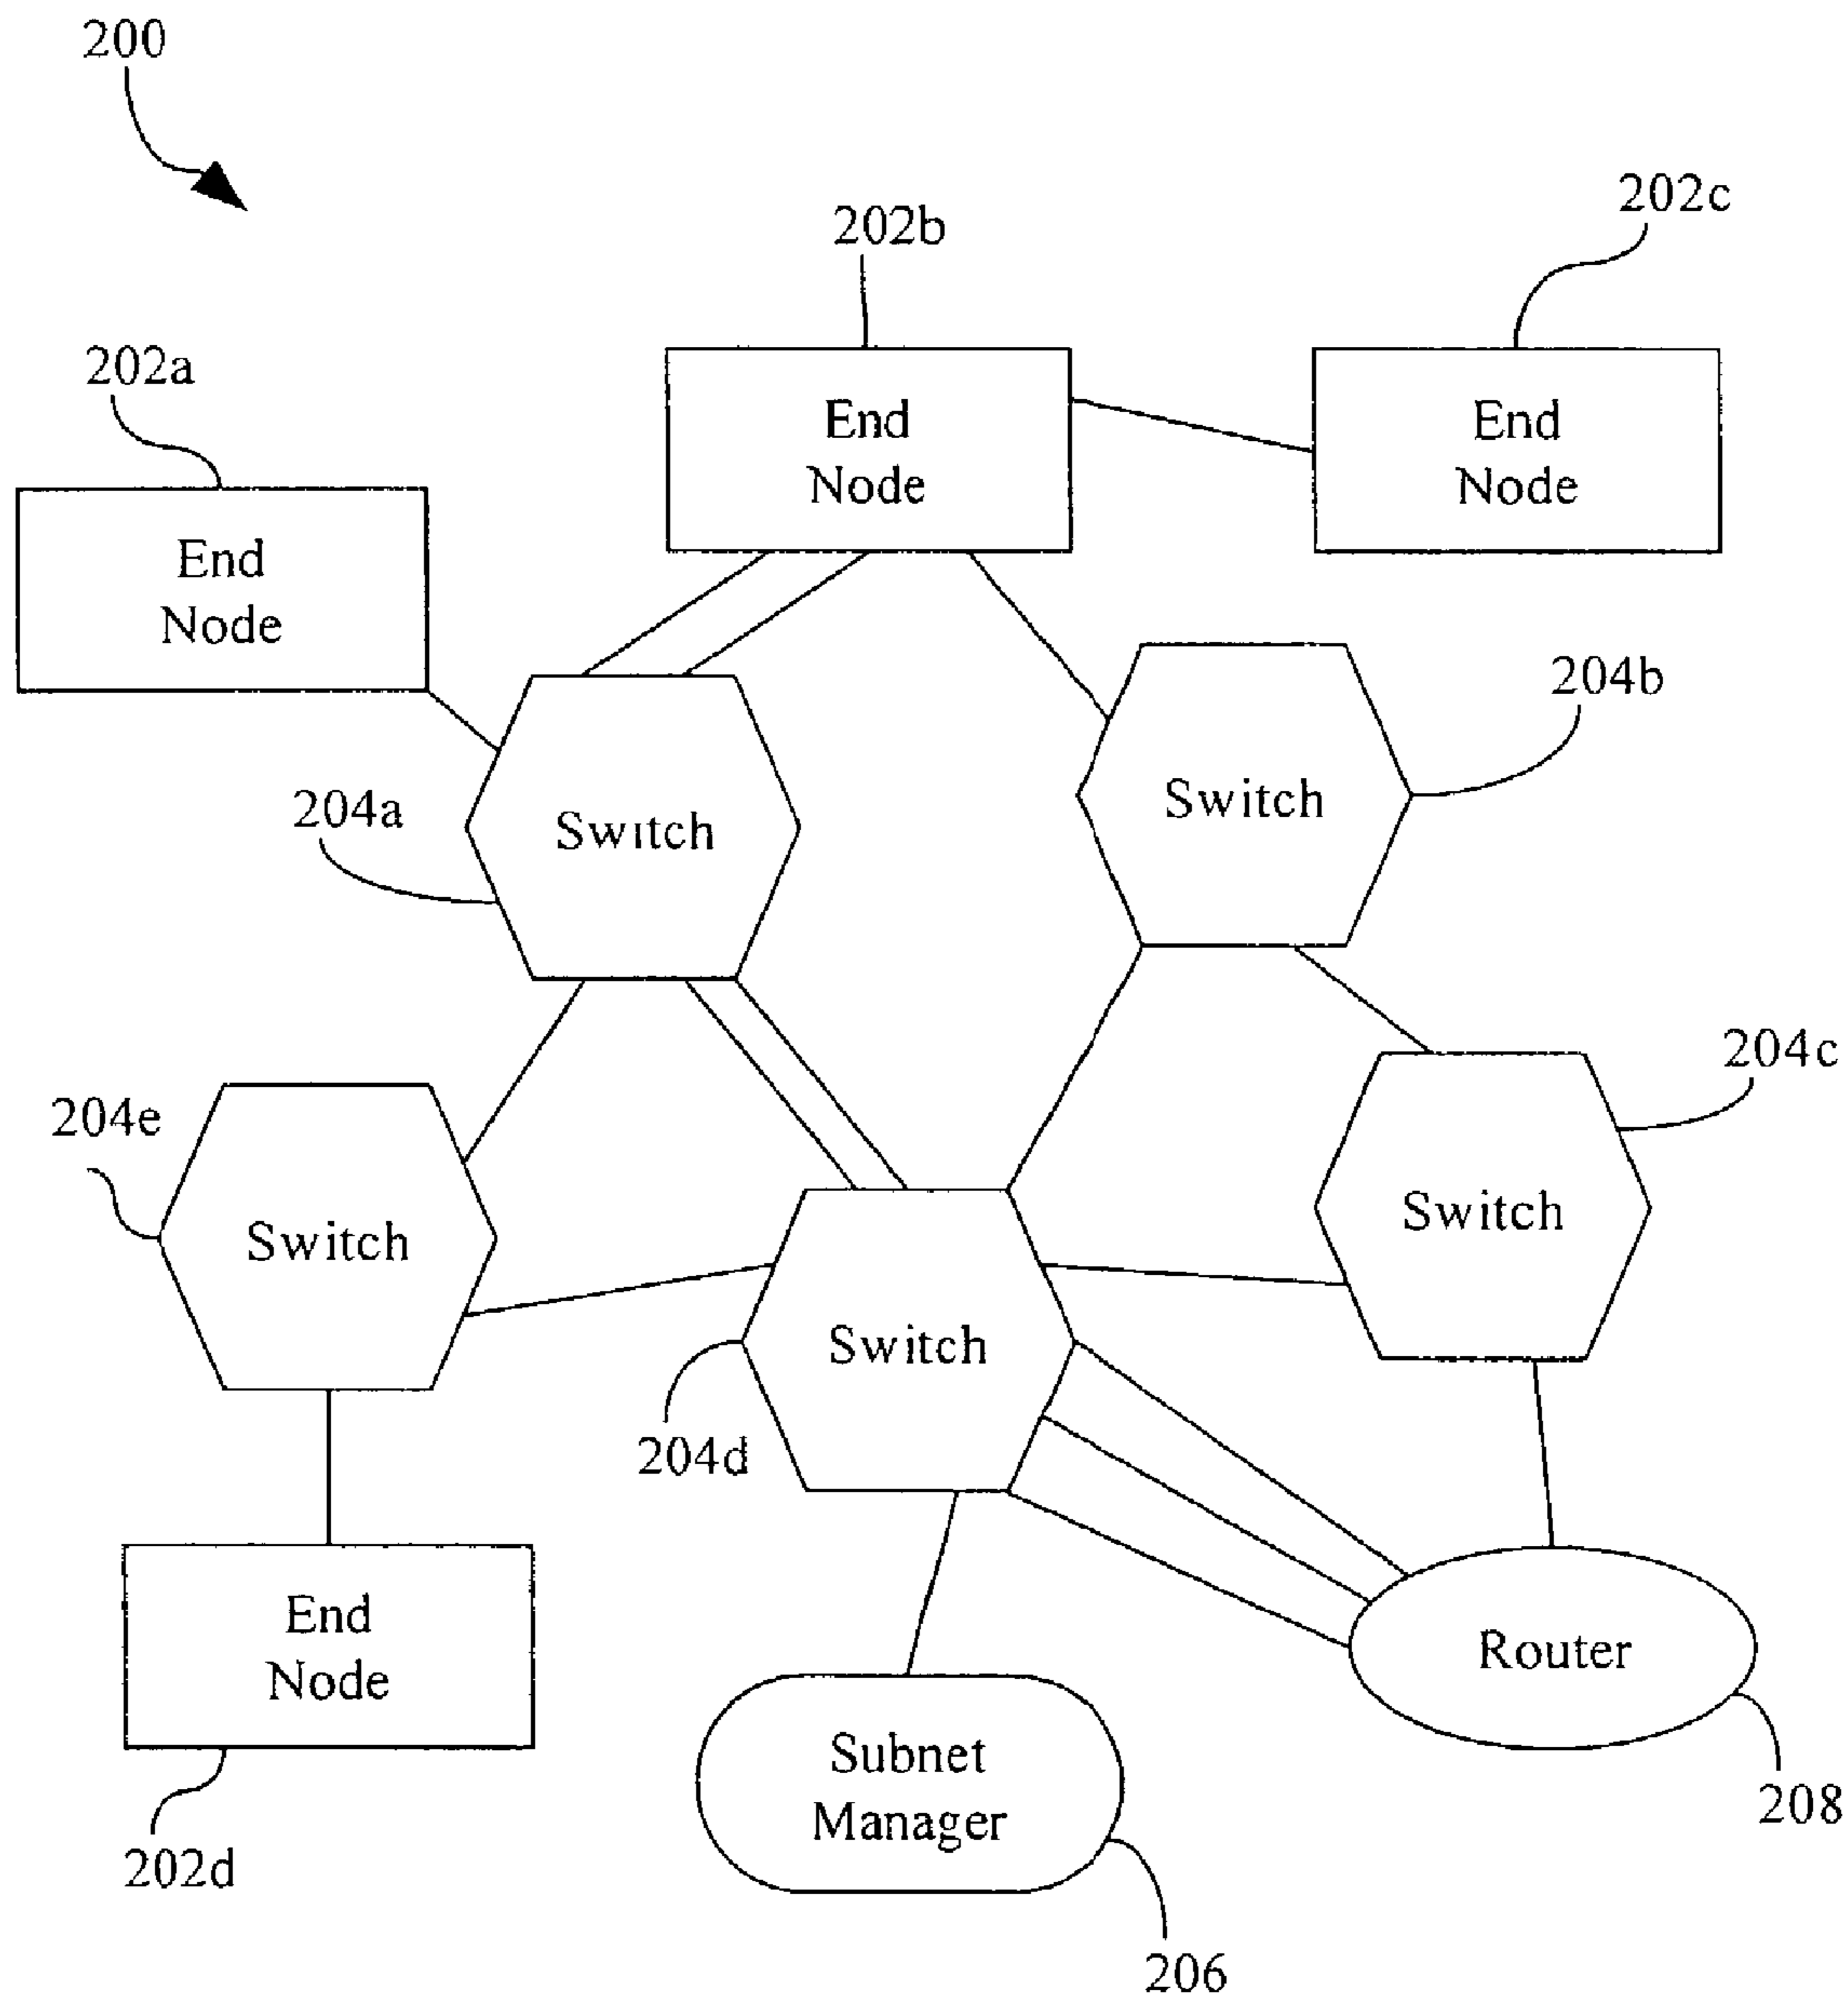 200
202c
202b
202a
End
Node
End
Node
End
Node
204b
Switch
204a
Switch
204c
204e
Switch
Switch
Switch
204d
End
Node
Router
Subnet
Manager
208
202d
206